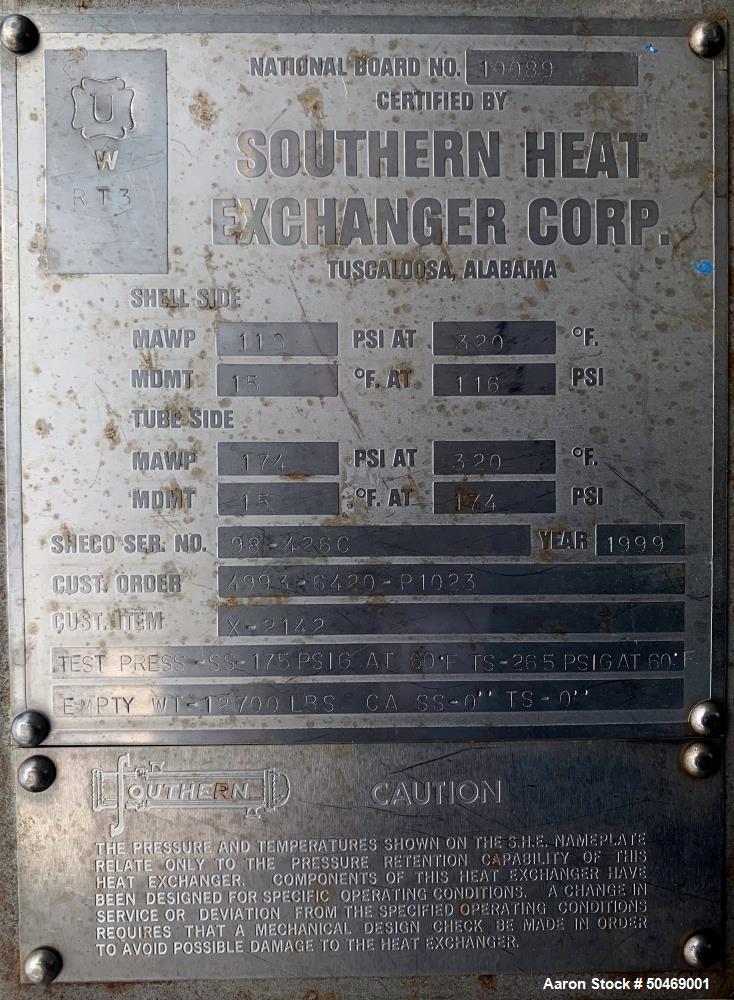 U
W
RT3
NATIONAL BOARD NO. 10089
CERTIFIED BY
SOUTHERN HEAT
EXCHANGER CORP.
TUSCALOOSA, ALABAMA
SHELL SIDE
MAWP PSI AT 320 °F.
MDMT 15 °F. AT 116 PSI
TUBE SIDE
MAWP 174 PSI AT 320 °F.
MDMT 15 °F. AT 174 PSI
SHECO SER. NO. 98-426C YEAR 1999
CUST. ORDER 4993-6420-P1023
CUST. ITEM X-2142
TEST PRESS-SS-175 PSIG AT 60°F TS-265 PSIG AT 60°F
EMPTY WT-12700 LBS CA SS-0" TS-0"
SOUTHERN
CAUTION
THE PRESSURE AND TEMPERATURES SHOWN ON THE S.H.E. NAMEPLATE
RELATE ONLY TO THE PRESSURE RETENTION CAPABILITY OF THIS
HEAT EXCHANGER. COMPONENTS OF THIS HEAT EXCHANGER HAVE
BEEN DESIGNED FOR SPECIFIC OPERATING CONDITIONS. A CHANGE IN
SERVICE OR DEVIATION FROM THE SPECIFIED OPERATING CONDITIONS
REQUIRES THAT A MECHANICAL DESIGN CHECK BE MADE IN ORDER
TO AVOID POSSIBLE DAMAGE TO THE HEAT EXCHANGER.
Aaron Stock # 50469001